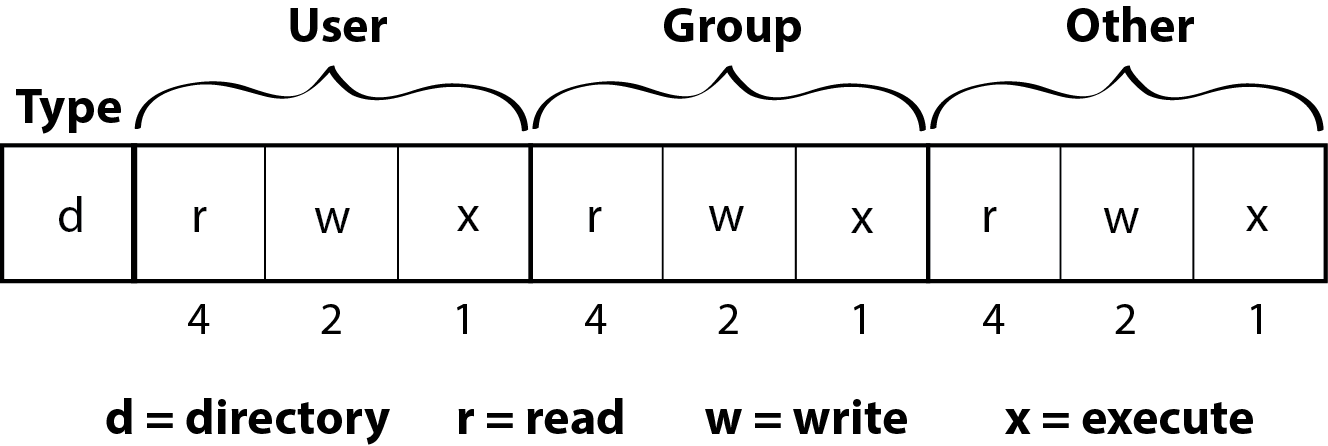 User Group Other
Type
d r w x r w x r w x
4 2 1 4 2 1 4 2 1
d = directory r = read w = write x = execute